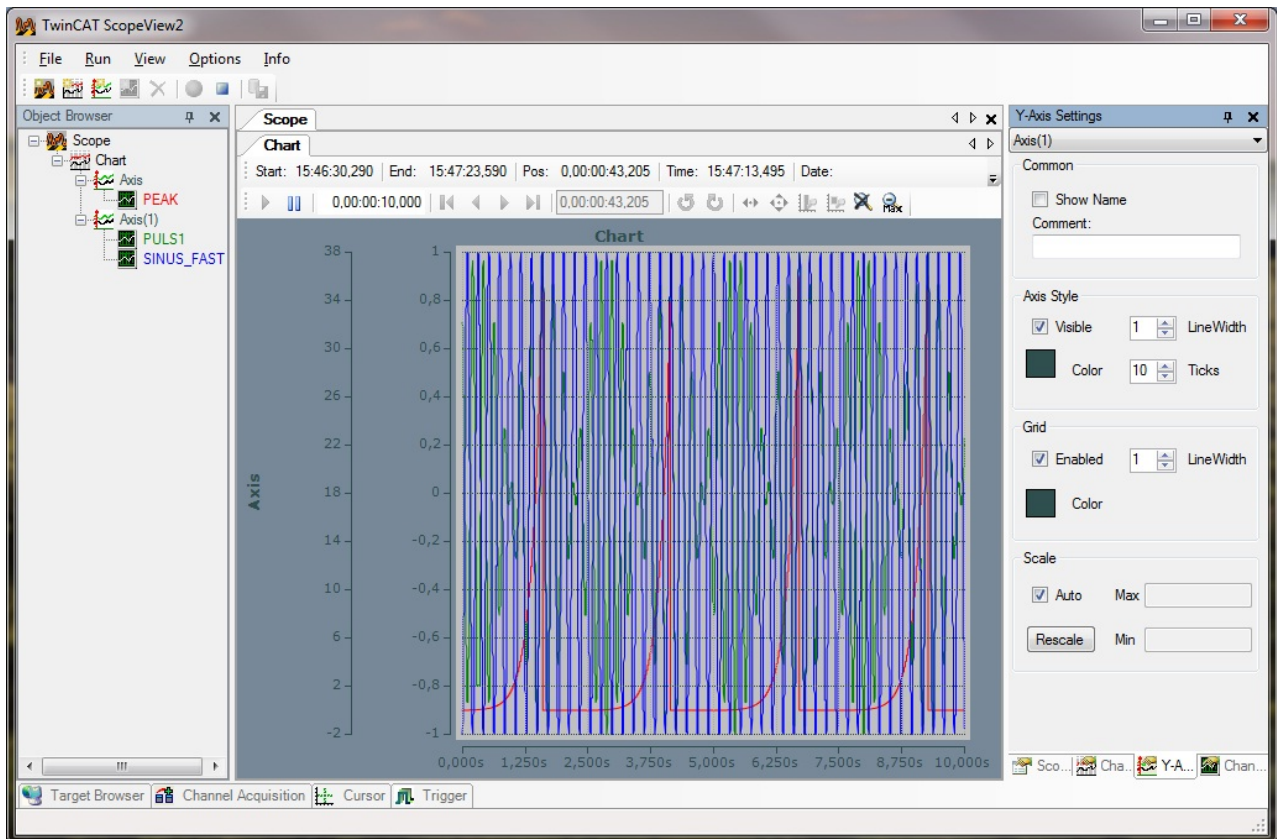 TwinCAT ScopeView2
File Run View Options Info
Object Browser
Scope
Chart
Axis
PEAK
Axis(1)
PULS1
SINUS_FAST
Scope
Chart
Start: 15:46:30,290 End: 15:47:23,590 Pos: 0,00:00:43,205 Time: 15:47:13,495 Date:
0,00:00:10,000 0,00:00:43,205 Max
Chart
Axis
38
34
30
26
22
18
14
10
6
2
-2
1
0,8
0,6
0,4
0,2
0
-0,2
-0,4
-0,6
-0,8
-1
0,000s 1,250s 2,500s 3,750s 5,000s 6,250s 7,500s 8,750s 10,000s
Y-Axis Settings
Axis(1)
Common
Show Name
Comment:
Axis Style
Visible 1 LineWidth
Color 10 Ticks
Grid
Enabled 1 LineWidth
Color
Scale
Auto Max
Rescale Min
Sco... Cha... Y-A... Chan...
Target Browser Channel Acquisition Cursor Trigger